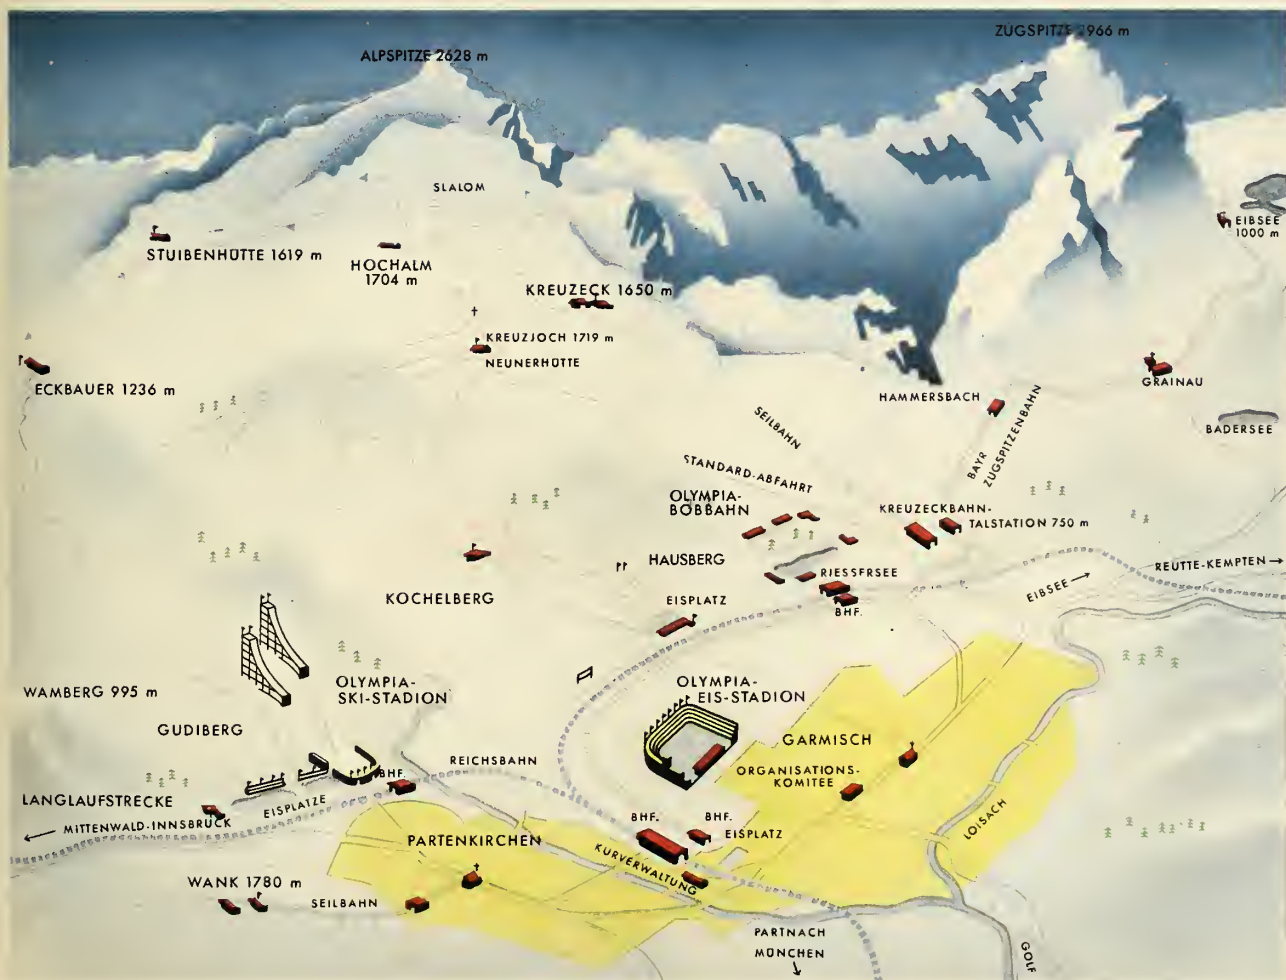 ZUGSPITZE 2966 m
ALPSPITZE 2628 m
SLALOM
EIBSEE
1000 m
STUIBENHÜTTE 1619 m
HOCHALM
1704 m
KREUZECK 1650 m
KREUZJOCH 1719 m
NEUNERHÜTTE
ECKBAUER 1236 m
GRAINAU
HAMMERSBACH
BADERSEE
SEILBAHN
BAYR
ZUGSPITZENBAHN
STANDARD-ABFAHRT
OLYMPIA-
BOBBAHN
KREUZECKBAHN-
TALSTATION 750 m
HAUSBERG
RIESSERSEE
REUTTE-KEMPTEN
EIBSEE
KOCHELBERG
EISPLATZ
BHF.
OLYMPIA-
SKI-STADION
OLYMPIA-
EIS-STADION
WAMBERG 995 m
GUDIBERG
GARMISCH
REICHSBAHN
ORGANISATIONS-
KOMITEE
BHF.
LANGLAUFSTRECKE
EISPLÄTZE
LOISACH
MITTENWALD-INNSBRUCK
BHF.
BHF.
EISPLATZ
PARTENKIRCHEN
KURVERWALTUNG
WANK 1780 m
SEILBAHN
PARTNACH
MÜNCHEN
GOLF